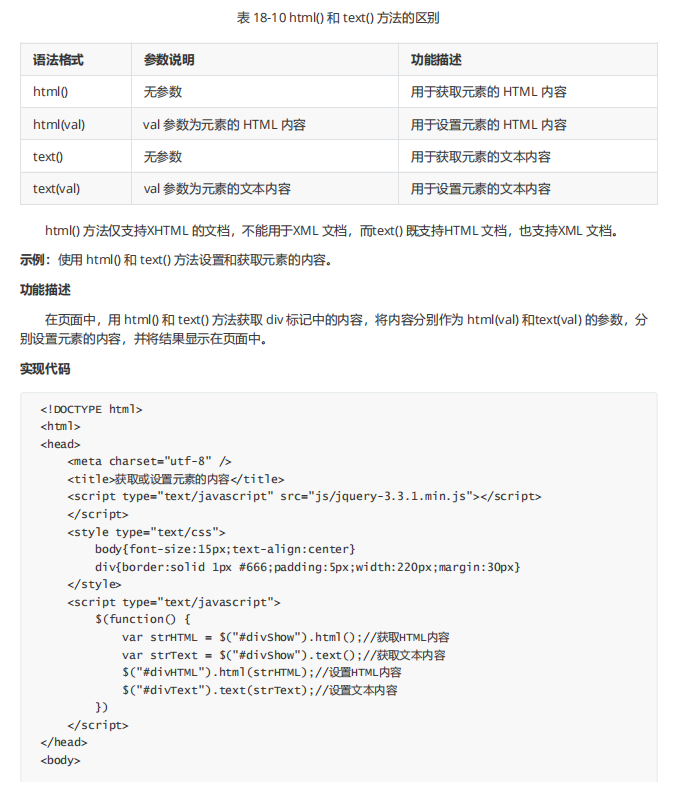 表 18-10 html() 和 text() 方法的区别
语法格式 参数说明 功能描述
html() 无参数 用于获取元素的 HTML 内容
html(val) val 参数为元素的 HTML 内容 用于设置元素的 HTML 内容
text() 无参数 用于获取元素的文本内容
text(val) val 参数为元素的文本内容 用于设置元素的文本内容
html() 方法仅支持XHTML 的文档，不能用于XML 文档，而text() 既支持HTML 文档，也支持XML 文档。
示例：使用 html() 和 text() 方法设置和获取元素的内容。
功能描述
在页面中，用 html() 和 text() 方法获取 div 标记中的内容，将内容分别作为 html(val) 和text(val) 的参数，分
别设置元素的内容，并将结果显示在页面中。
实现代码
<!DOCTYPE html>
<html>
<head>
    <meta charset="utf-8" />
    <title>获取或设置元素的内容</title>
    <script type="text/javascript" src="js/jquery-3.3.1.min.js"></script>
    </script>
    <style type="text/css">
        body{font-size:15px;text-align:center}
        div{border:solid 1px #666;padding:5px;width:220px;margin:30px}
    </style>
    <script type="text/javascript">
        $(function() {
            var strHTML = $("#divShow").html();//获取HTML内容
            var strText = $("#divShow").text();//获取文本内容
            $("#divHTML").html(strHTML);//设置HTML内容
            $("#divText").text(strText);//设置文本内容
        })
    </script>
</head>
<body>